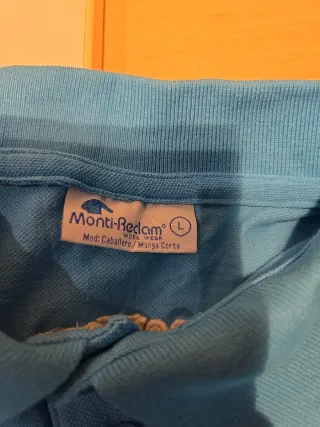 Monti-Redam® L
WORK WEAR
Mod: Caballero / Manga Corta